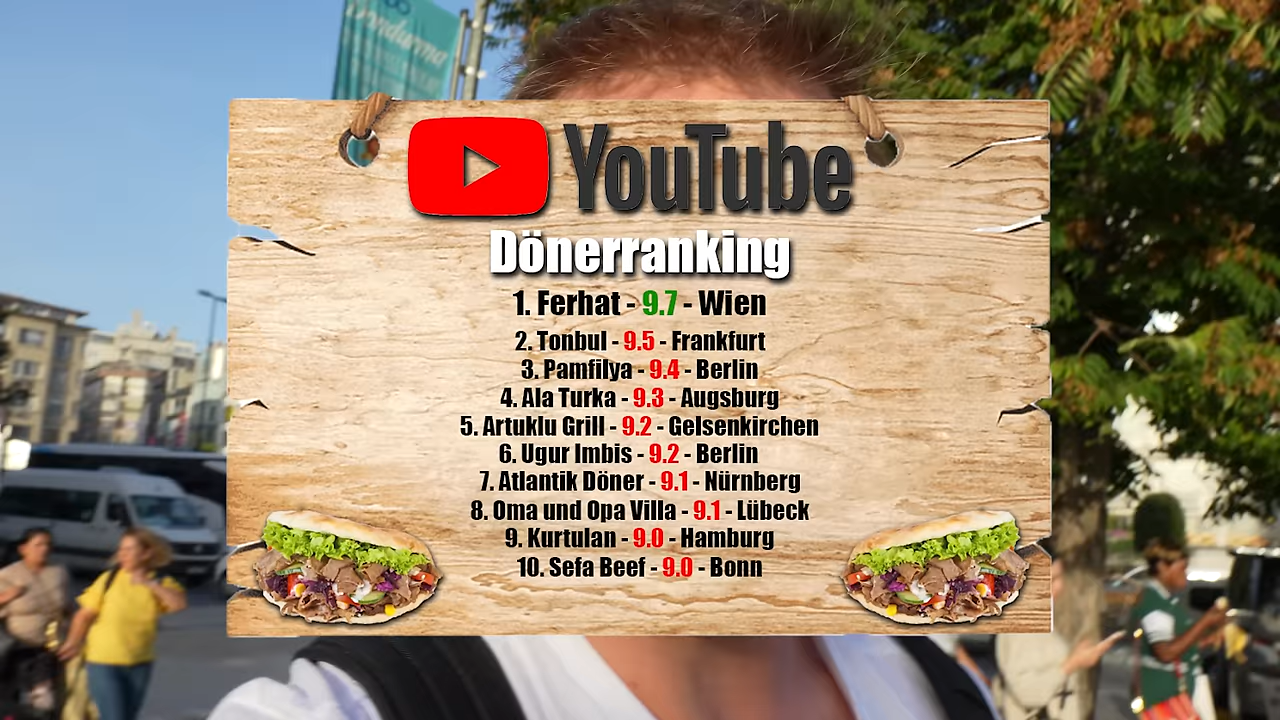 ondurma
YouTube
Dönerranking
1. Ferhat - 9.7 - Wien
2. Tonbul - 9.5 - Frankfurt
3. Pamfilya - 9.4 - Berlin
4. Ala Turka - 9.3 - Augsburg
5. Artuklu Grill - 9.2 - Gelsenkirchen
6. Ugur Imbis - 9.2 - Berlin
7. Atlantik Döner - 9.1 - Nürnberg
8. Oma und Opa Villa - 9.1 - Lübeck
9. Kurtulan - 9.0 - Hamburg
10. Sefa Beef - 9.0 - Bonn